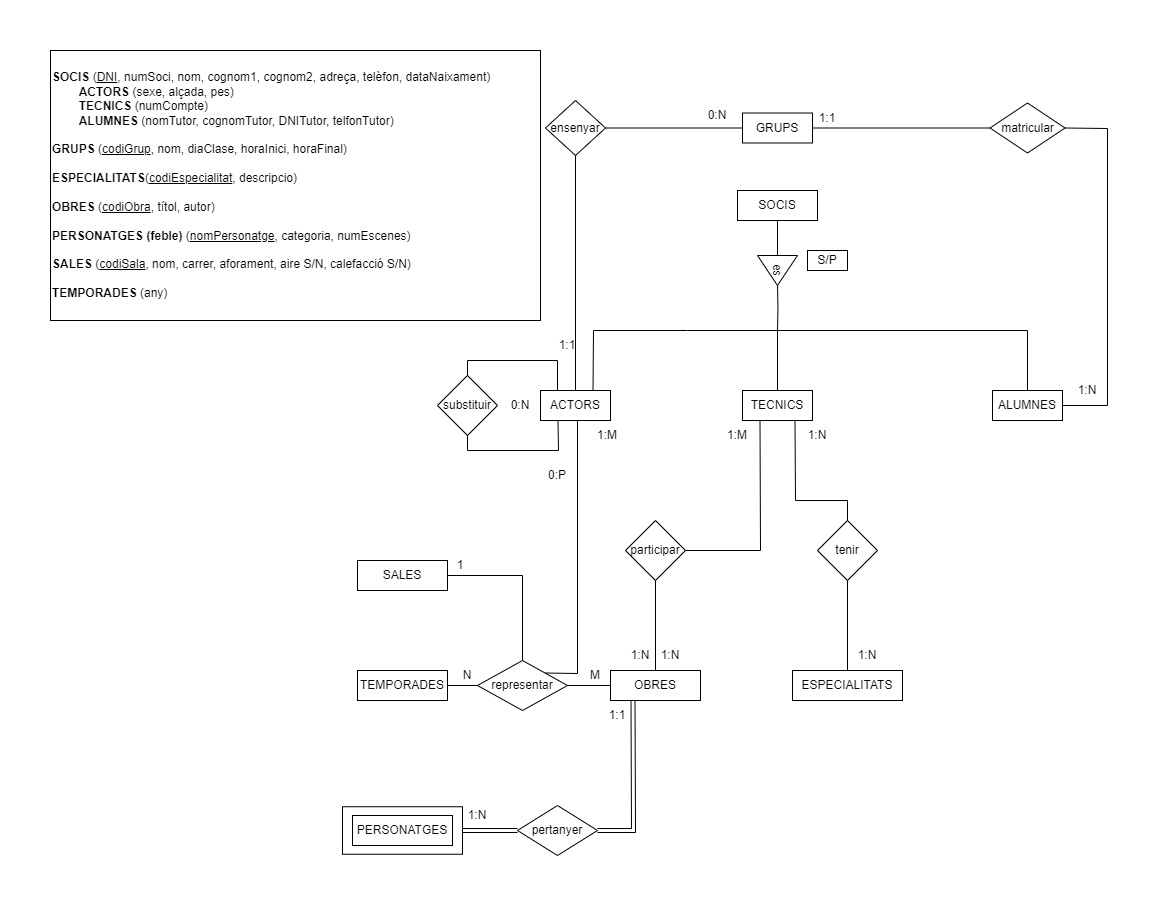 SOCIS (DNI, numSoci, nom, cognom1, cognom2, adreça, telèfon, dataNaixament)
ACTORS (sexe, alçada, pes)
TECNICS (numCompte)
ALUMNES (nomTutor, cognomTutor, DNITutor, telfonTutor)
GRUPS (codiGrup, nom, diaClase, horaInici, horaFinal)
ESPECIALITATS(codiEspecialitat, descripcio)
OBRES (codiObra, títol, autor)
PERSONATGES (feble) (nomPersonatge, categoria, numEscenes)
SALES (codiSala, nom, carrer, aforament, aire S/N, calefacció S/N)
TEMPORADES (any)
ensenyar
0:N
GRUPS
1:1
matricular
SOCIS
es
S/P
1:1
substituir
0:N
ACTORS
1:M
TECNICS
1:M
1:N
ALUMNES
1:N
0:P
participar
tenir
SALES
1
1:N
1:N
1:N
TEMPORADES
N
representar
M
OBRES
ESPECIALITATS
1:1
PERSONATGES
1:N
pertanyer